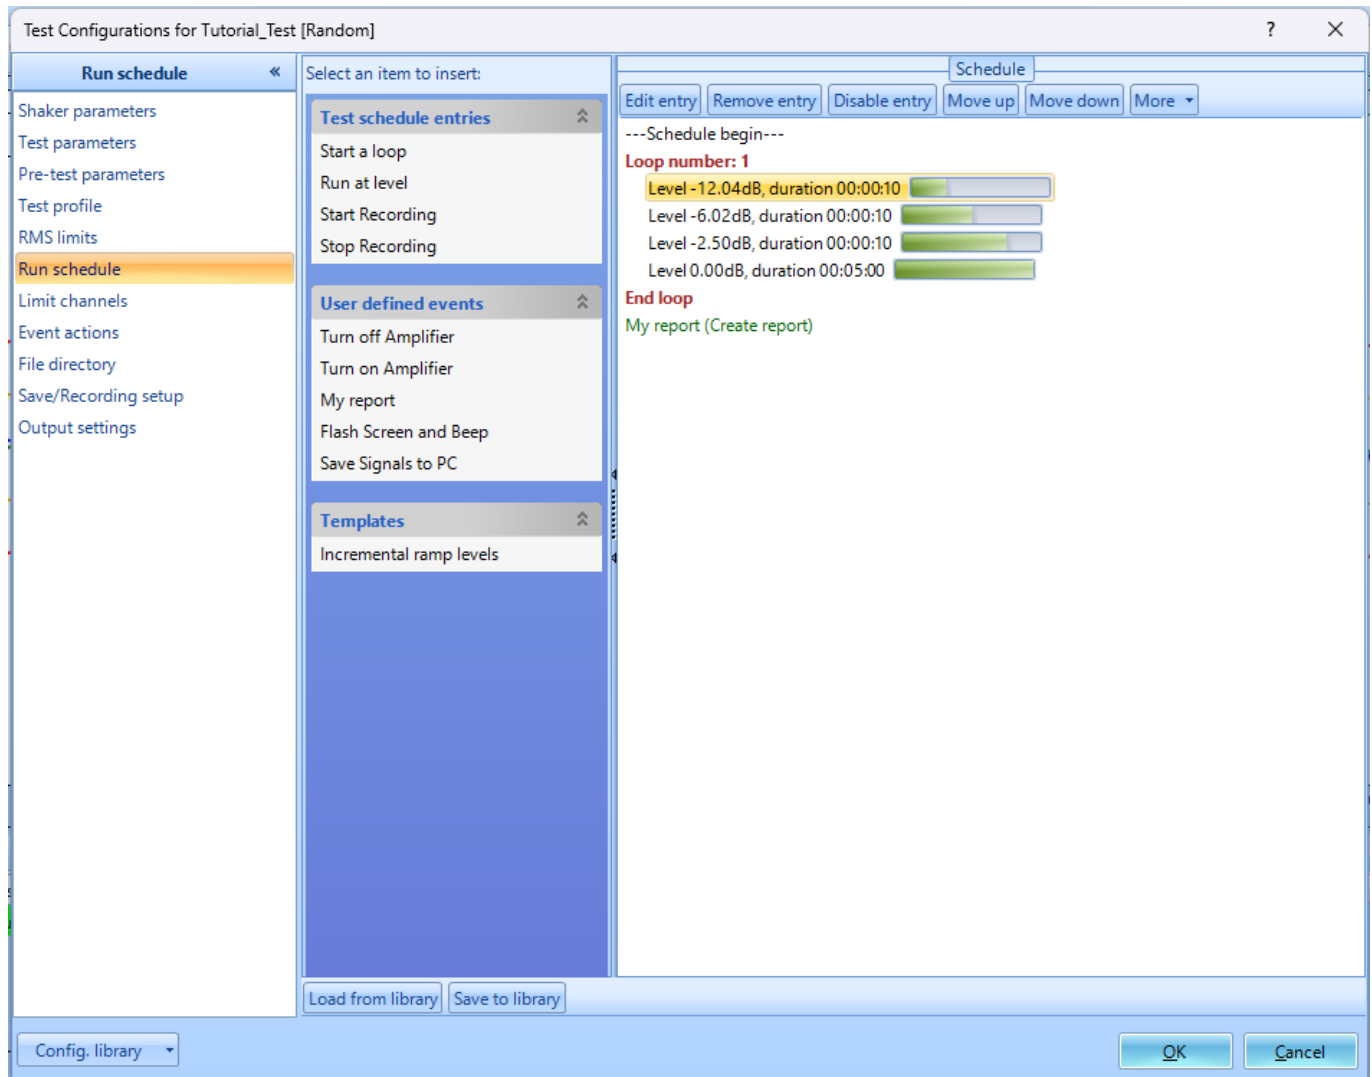 Test Configurations for Tutorial_Test [Random]
?
Run schedule
«
Shaker parameters
Test parameters
Pre-test parameters
Test profile
RMS limits
Run schedule
Limit channels
Event actions
File directory
Save/Recording setup
Output settings
Select an item to insert:
Test schedule entries
Start a loop
Run at level
Start Recording
Stop Recording
User defined events
Turn off Amplifier
Turn on Amplifier
My report
Flash Screen and Beep
Save Signals to PC
Templates
Incremental ramp levels
Schedule
Edit entry Remove entry Disable entry Move up Move down More
---Schedule begin---
Loop number: 1
Level -12.04dB, duration 00:00:10
Level -6.02dB, duration 00:00:10
Level -2.50dB, duration 00:00:10
Level 0.00dB, duration 00:05:00
End loop
My report (Create report)
Load from library Save to library
Config. library
OK Cancel